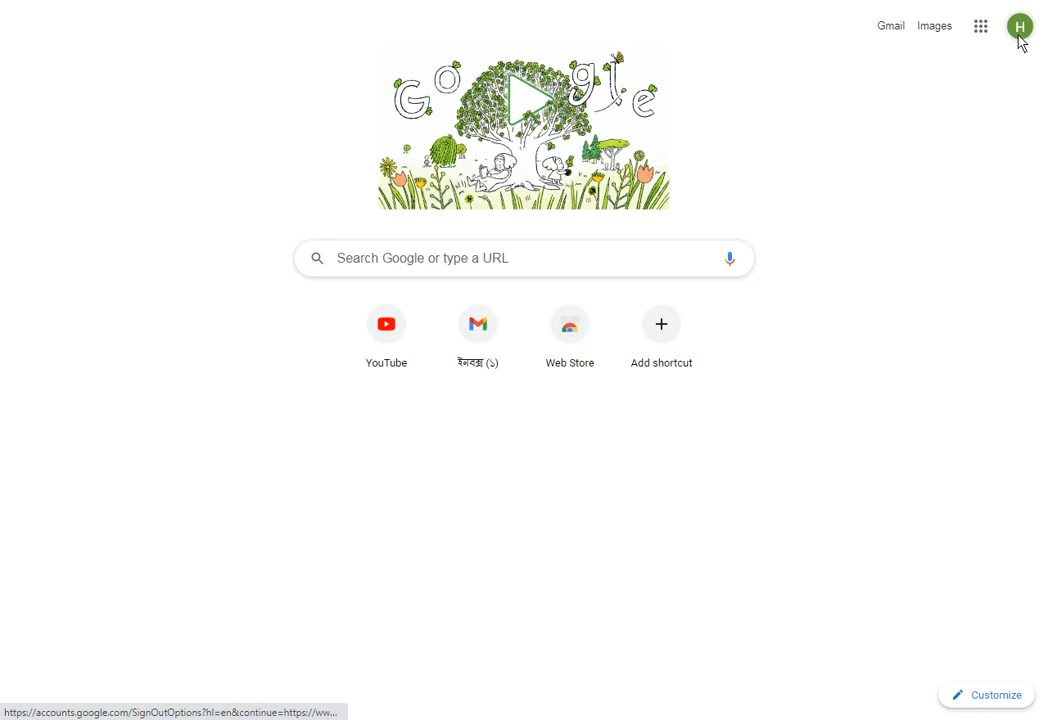 Gmail Images
H
Google
Search Google or type a URL
YouTube
ইনবক্স (১)
Web Store
Add shortcut
Customize
https://accounts.google.com/SignOutOptions?hl=en&continue=https://ww...